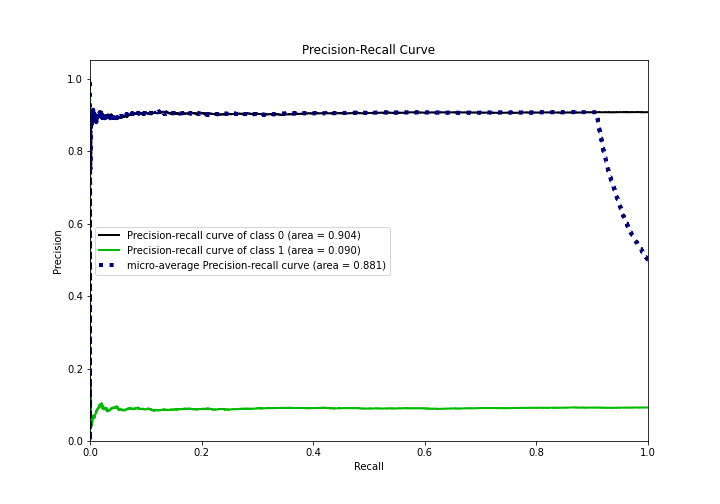 Precision-Recall Curve
1.0
0.8
0.6
0.4
0.2
0.0
Precision
Precision-recall curve of class 0 (area = 0.904)
Precision-recall curve of class 1 (area = 0.090)
micro-average Precision-recall curve (area = 0.881)
0.0 0.2 0.4 0.6 0.8 1.0
Recall